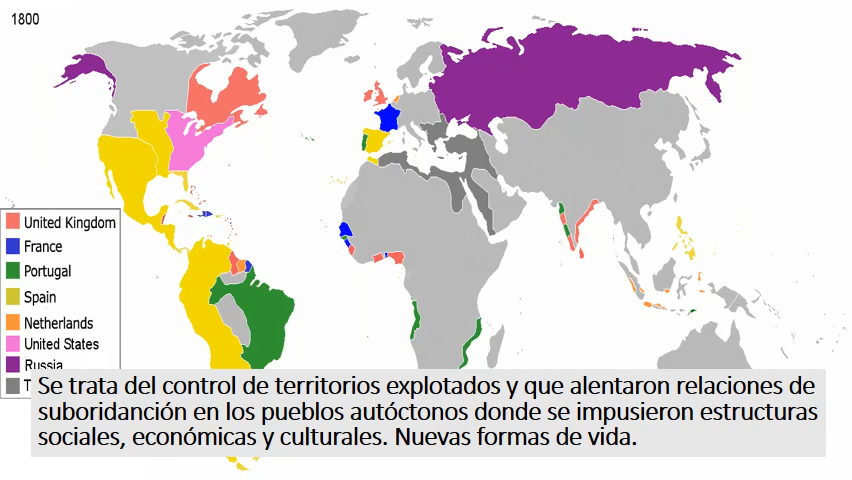 1800
United Kingdom
France
Portugal
Spain
Netherlands
United States
Russia
Se trata del control de territorios explotados y que alentaron relaciones de
suboridanción en los pueblos autóctonos donde se impusieron estructuras
sociales, económicas y culturales. Nuevas formas de vida.